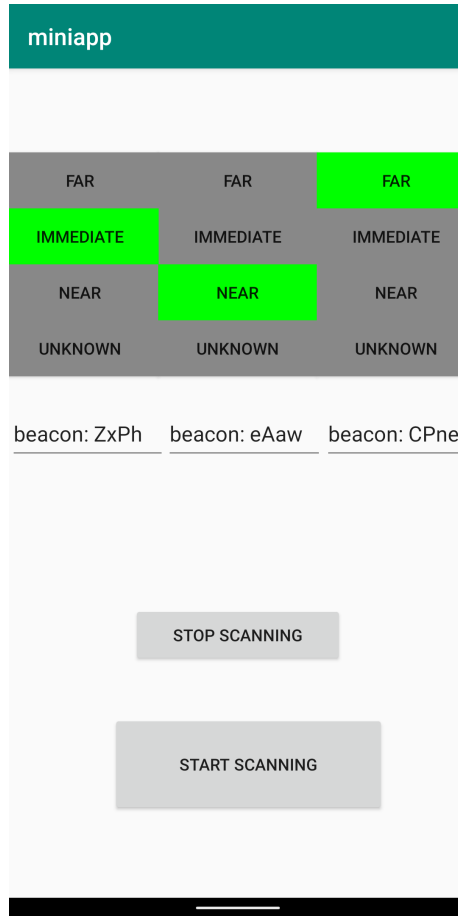 miniapp
FAR FAR FAR
IMMEDIATE IMMEDIATE IMMEDIATE
NEAR NEAR NEAR
UNKNOWN UNKNOWN UNKNOWN
beacon: ZxPh beacon: eAaw beacon: CPne
STOP SCANNING
START SCANNING